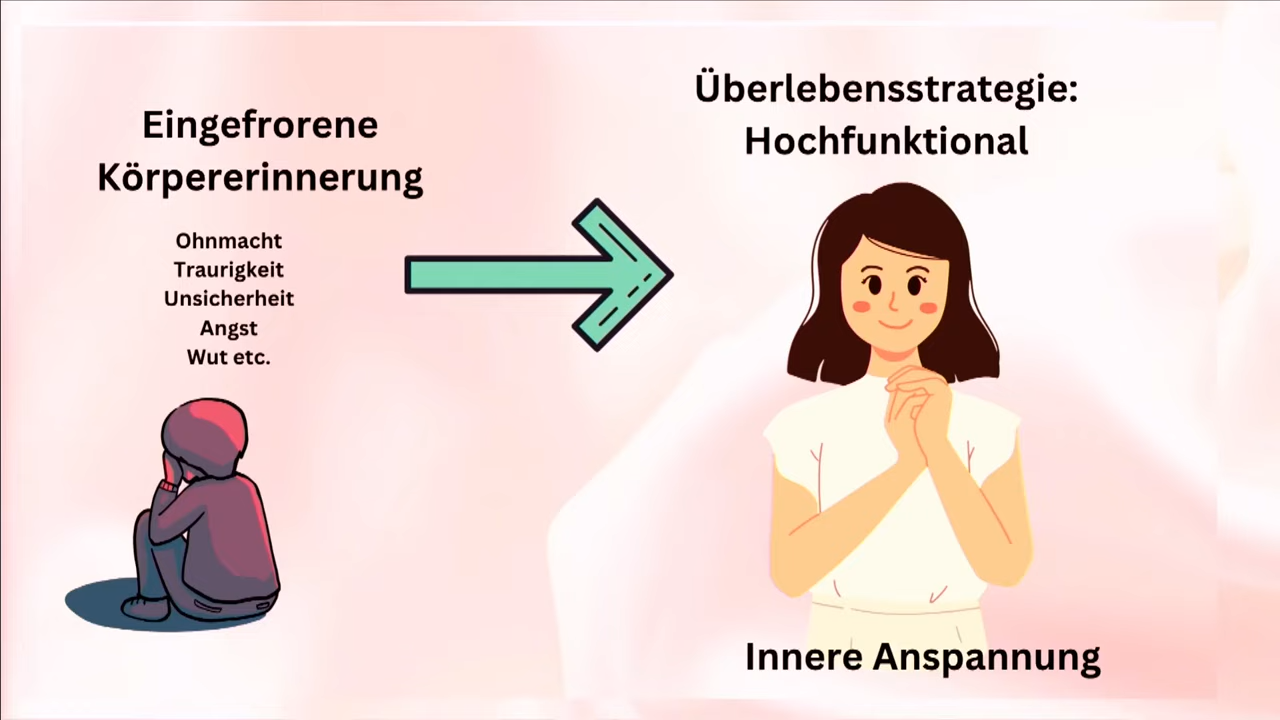 Eingefrorene
Körpererinnerung
Ohnmacht
Traurigkeit
Unsicherheit
Angst
Wut etc.
Überlebensstrategie:
Hochfunktional
Innere Anspannung